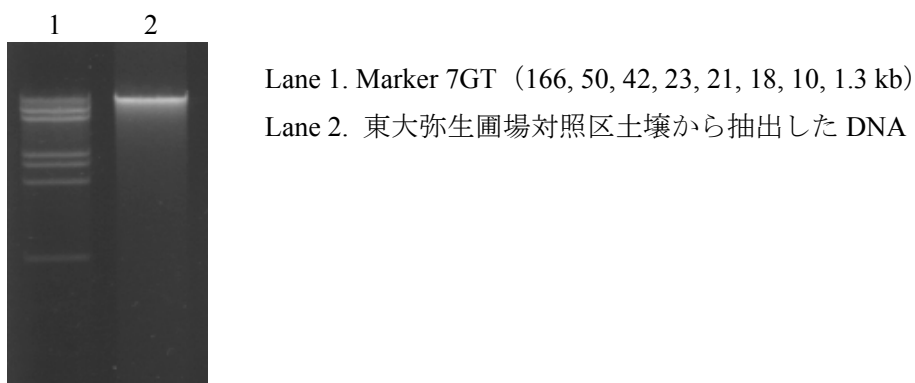 1 2
Lane 1. Marker 7GT（166, 50, 42, 23, 21, 18, 10, 1.3 kb）
Lane 2. 東大弥生圃場対照区土壌から抽出した DNA